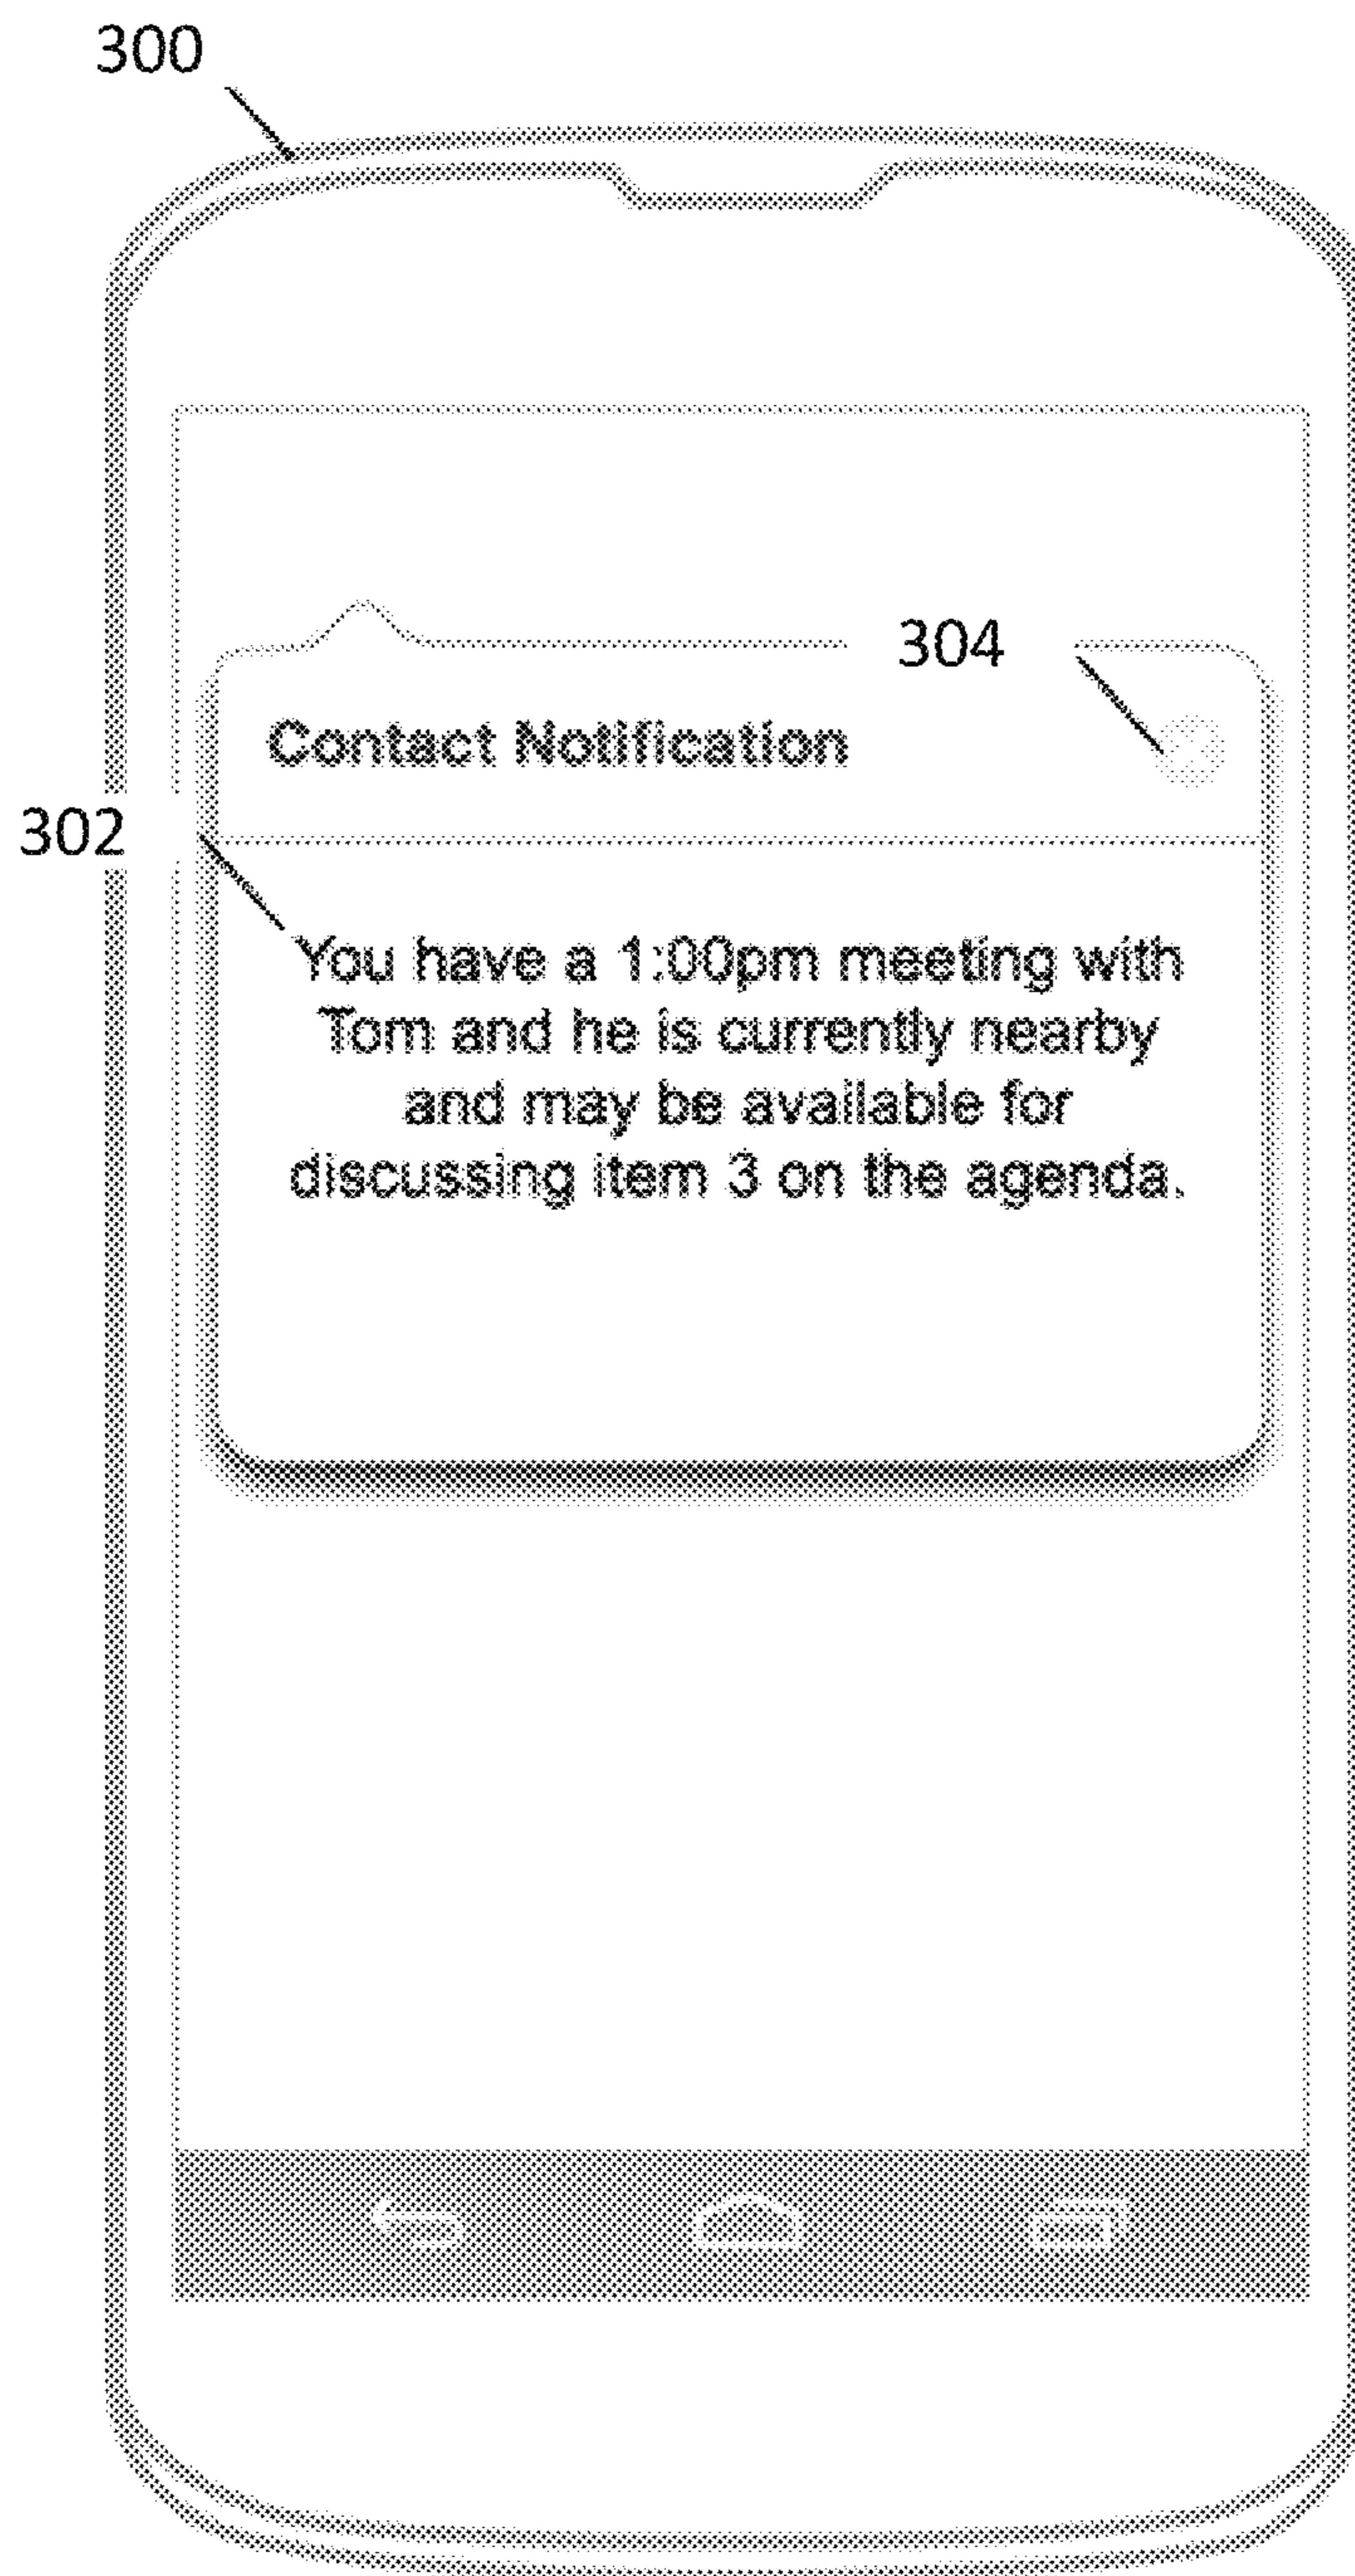 300
304
Contact Notification
302
You have a 1:00pm meeting with
Tom and he is currently nearby
and may be available for
discussing item 3 on the agenda.